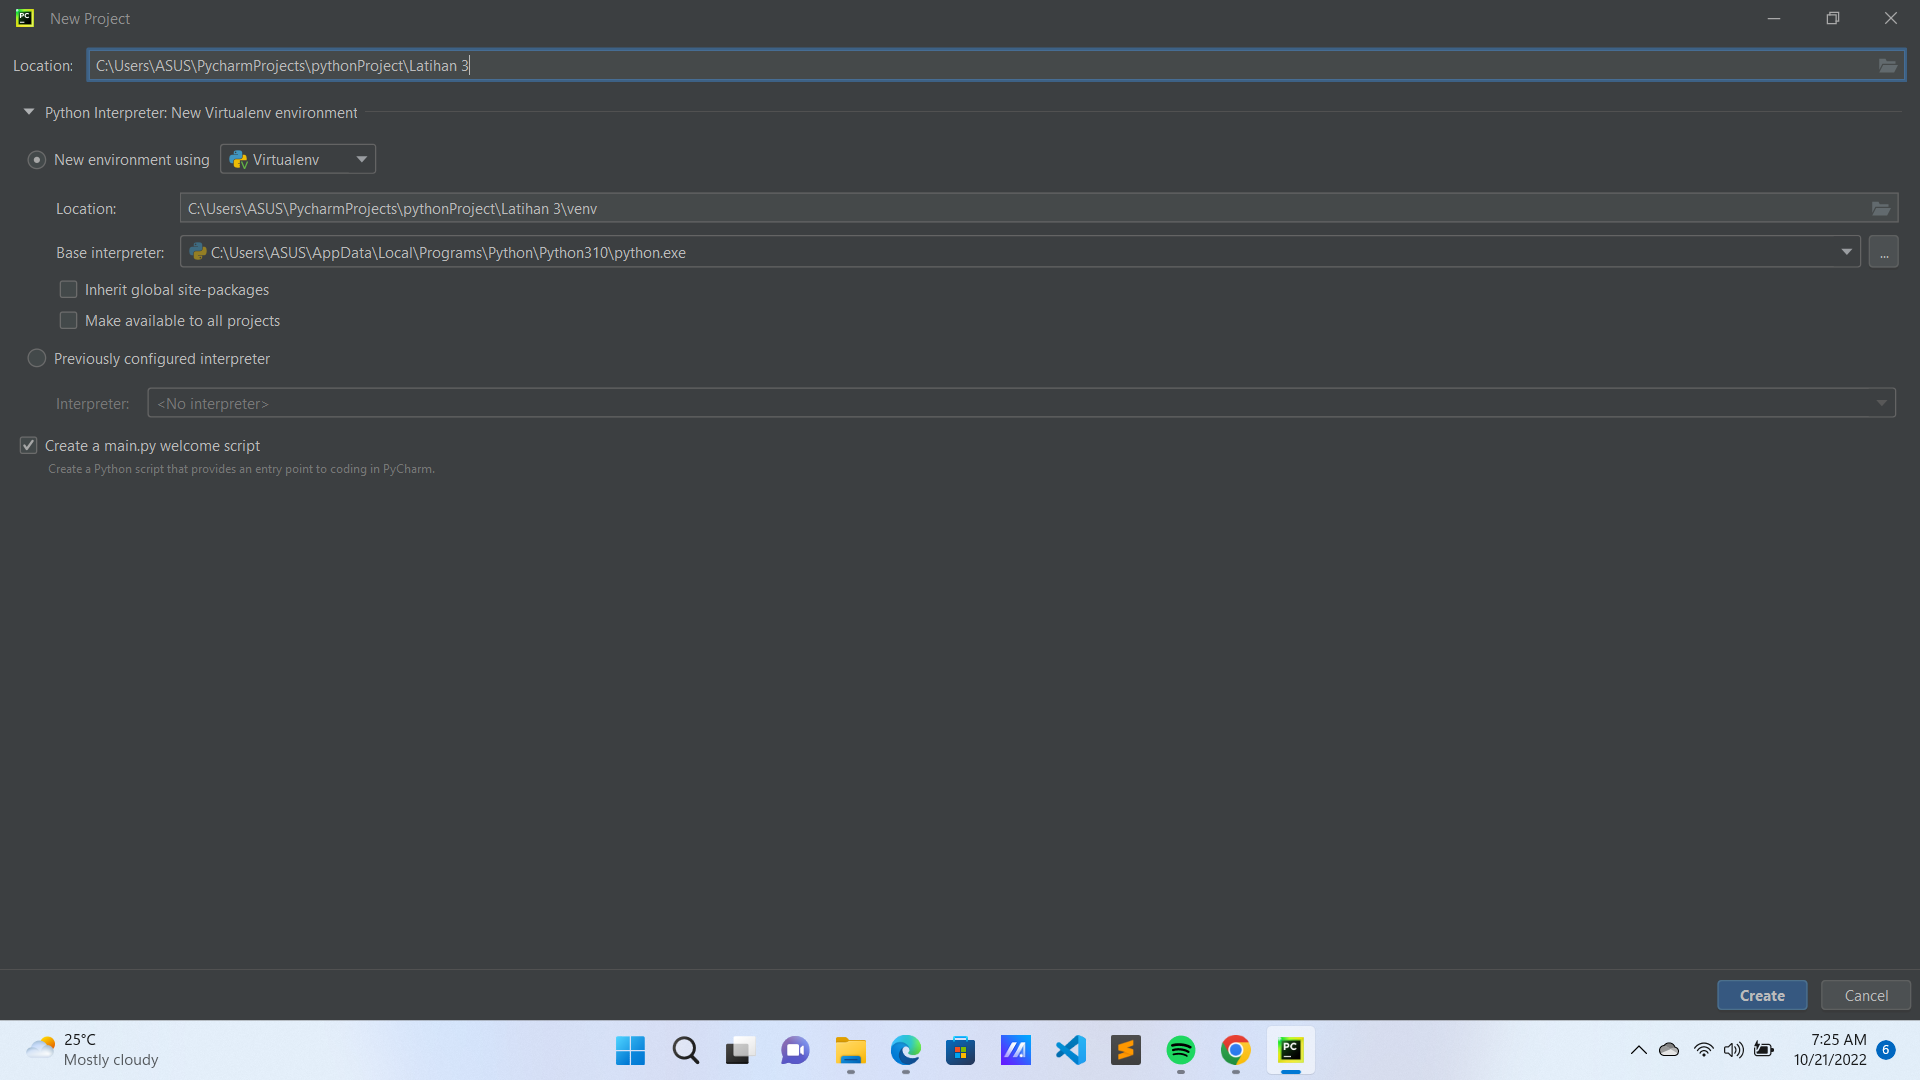 New Project
Location: C:\Users\ASUS\PycharmProjects\pythonProject\Latihan 3
Python Interpreter: New Virtualenv environment
New environment using Virtualenv
Location: C:\Users\ASUS\PycharmProjects\pythonProject\Latihan 3\venv
Base interpreter: C:\Users\ASUS\AppData\Local\Programs\Python\Python310\python.exe ...
Inherit global site-packages
Make available to all projects
Previously configured interpreter
Interpreter: <No interpreter>
Create a main.py welcome script
Create a Python script that provides an entry point to coding in PyCharm.
Create Cancel
25°C
Mostly cloudy
PC
7:25 AM
10/21/2022
6